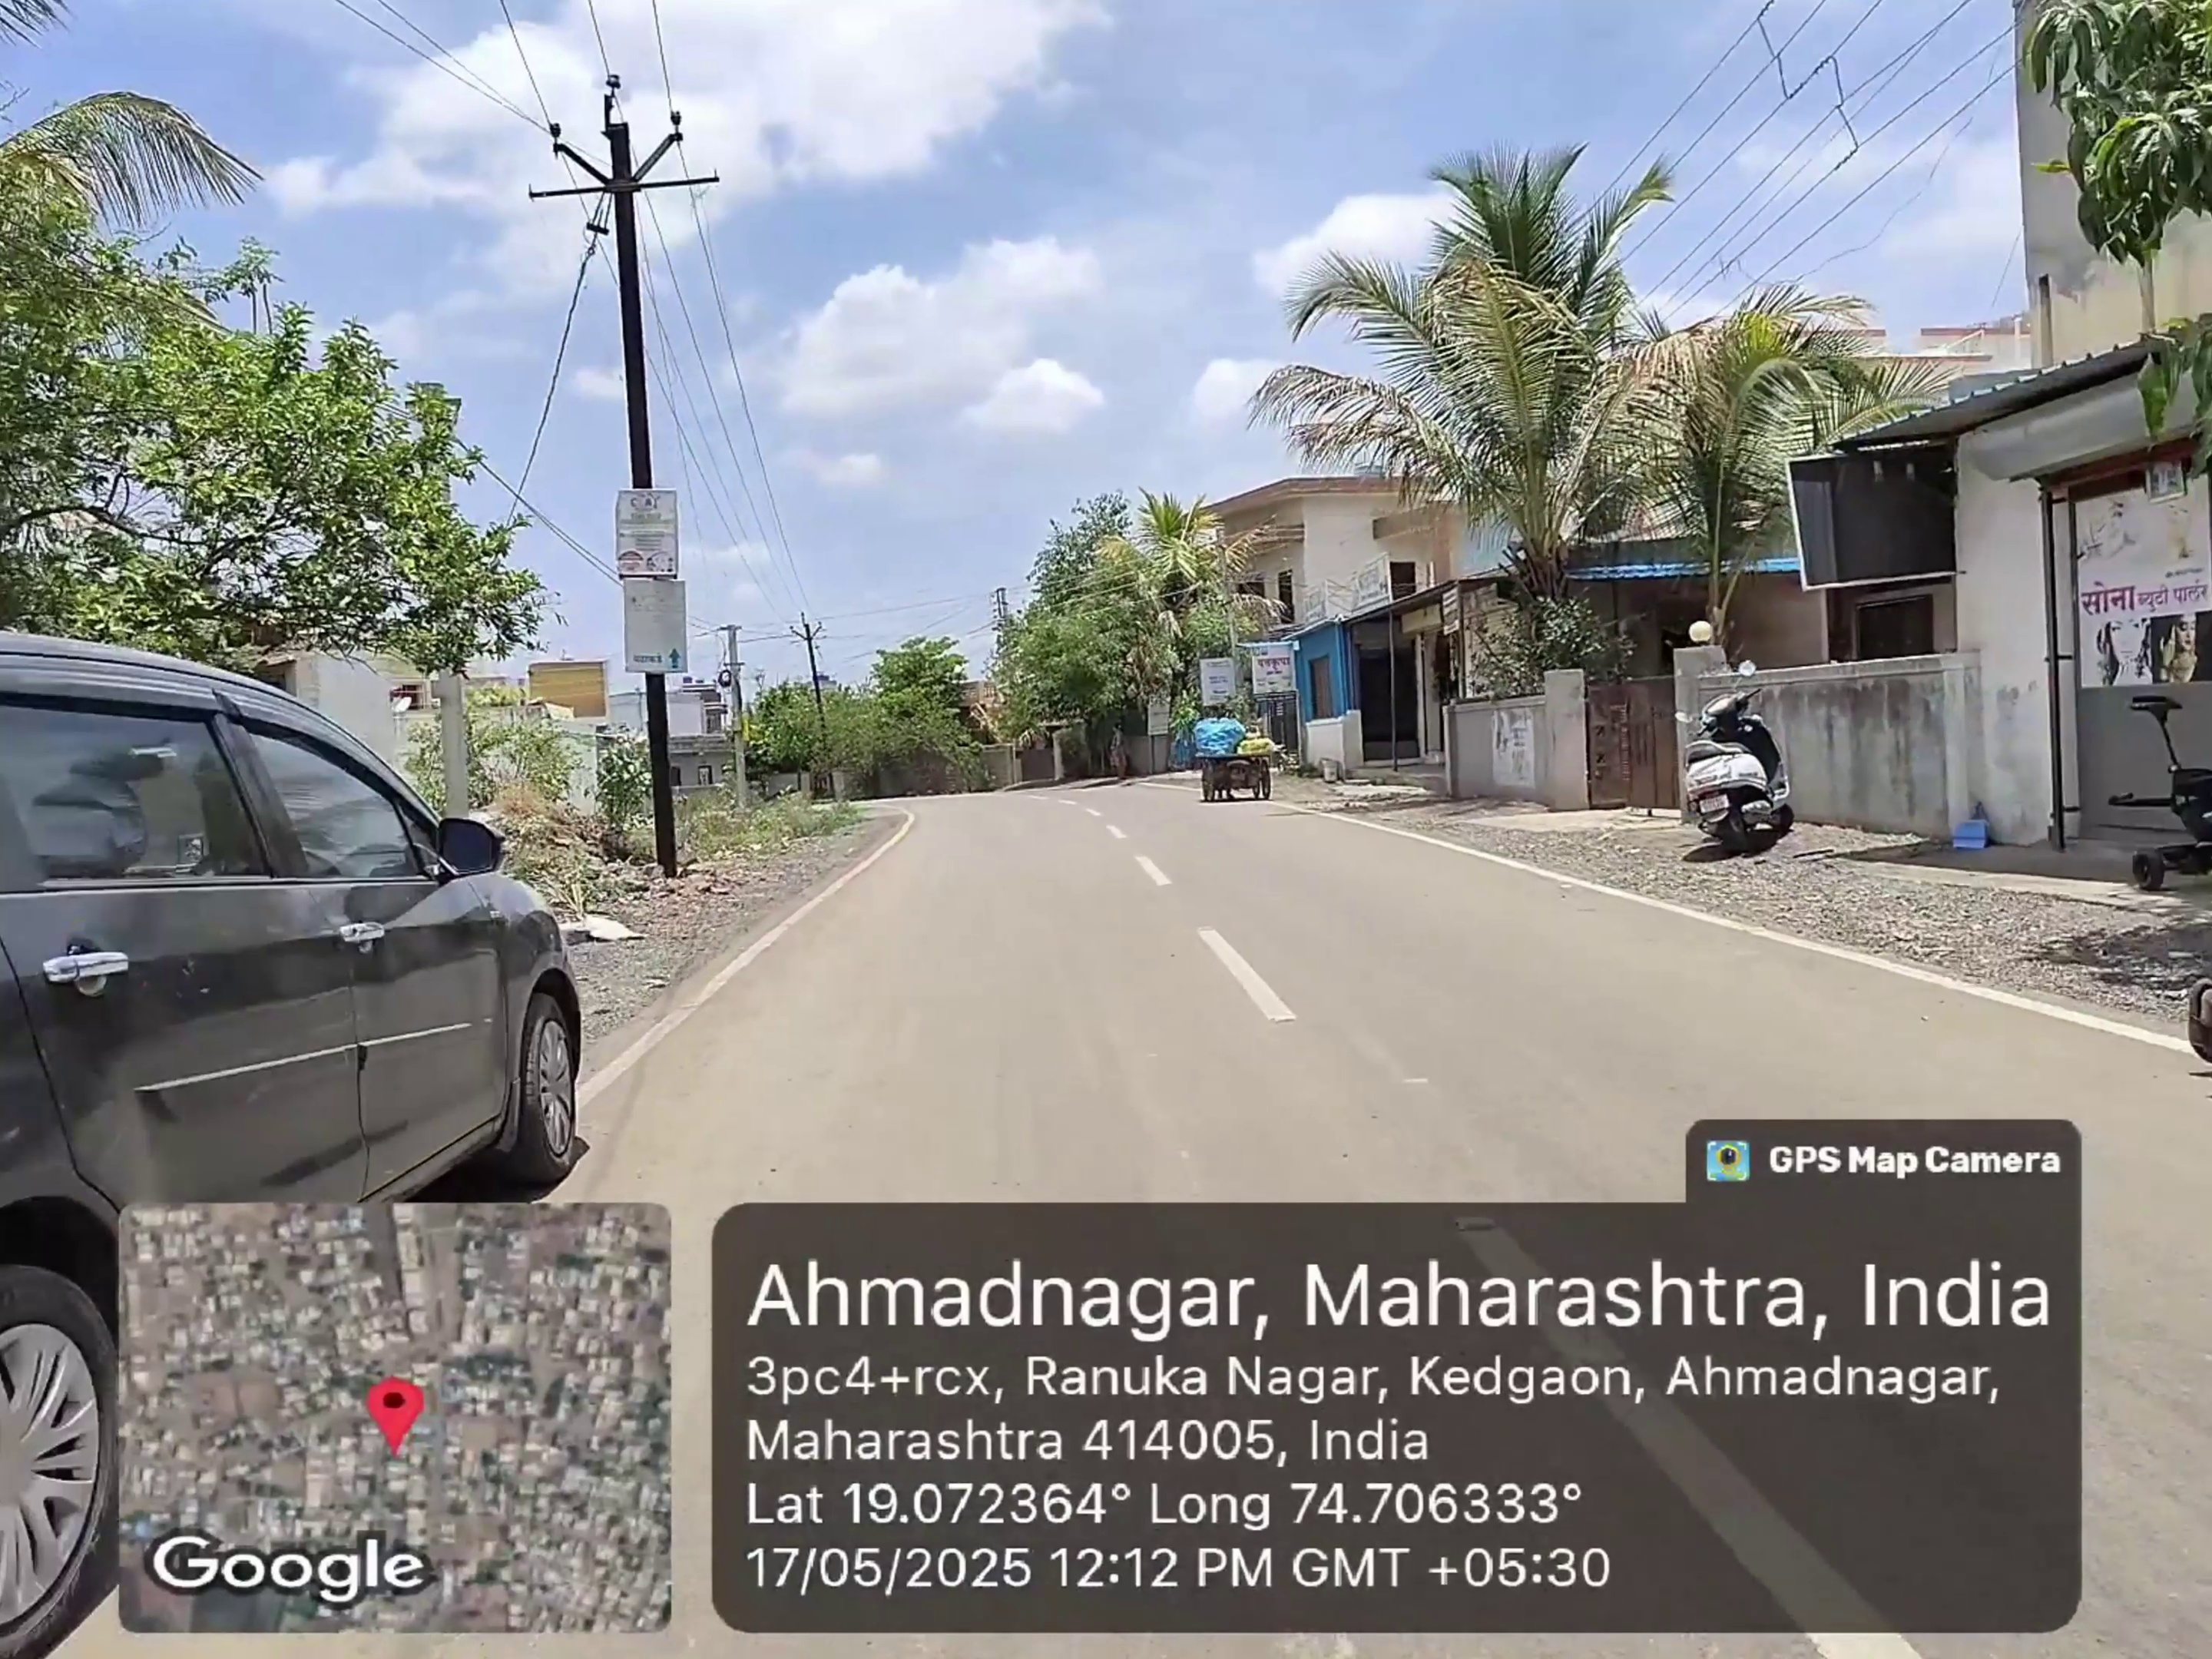 सोना ब्युटी पार्लर
GPS Map Camera
Ahmadnagar, Maharashtra, India
3pc4+rcx, Ranuka Nagar, Kedgaon, Ahmadnagar,
Maharashtra 414005, India
Lat 19.072364° Long 74.706333°
17/05/2025 12:12 PM GMT +05:30
Google